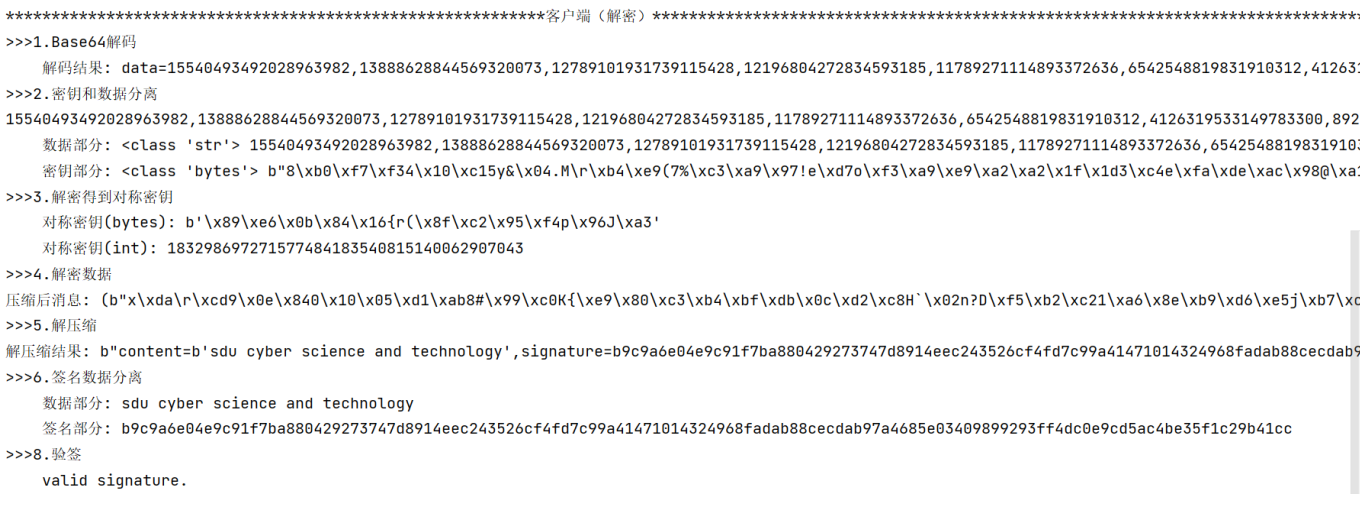 ***********************************************************客户端（解密）******************************************************************************
>>>1.Base64解码
    解码结果: data=15540493492028963982,13888628844569320073,12789101931739115428,12196804272834593185,11789271114893372636,6542548819831910312,412631
>>>2.密钥和数据分离
15540493492028963982,13888628844569320073,12789101931739115428,12196804272834593185,11789271114893372636,6542548819831910312,4126319533149783300,892
    数据部分: <class 'str'> 15540493492028963982,13888628844569320073,12789101931739115428,12196804272834593185,11789271114893372636,65425488198319103
    密钥部分: <class 'bytes'> b"8\xb0\xf7\xf34\x10\xc15y&\x04.M\r\xb4\xe9(7%\xc3\xa9\x97!e\xd7o\xf3\xa9\xe9\xa2\xa2\x1f\x1d3\xc4e\xfa\xde\xac\x98@\xa1
>>>3.解密得到对称密钥
    对称密钥(bytes): b'\x89\xe6\x0b\x84\x16{r(\x8f\xc2\x95\xf4p\x96J\xa3'
    对称密钥(int): 183298697271577484183540815140062907043
>>>4.解密数据
压缩后消息: (b"x\xda\r\xcd9\x0e\x840\x10\x05\xd1\xab8#\x99\xc0K{\xe9\x80\xc3\xb4\xbf\xdb\x0c\xd2\xc8H`\x02n?D\xf5\xb2\xc21\xa6\x8e\xb9\xd6\xe5j\xb7\xc
>>>5.解压缩
解压缩结果: b"content=b'sdu cyber science and technology',signature=b9c9a6e04e9c91f7ba880429273747d8914eec243526cf4fd7c99a41471014324968fadab88cecdab9
>>>6.签名数据分离
    数据部分: sdu cyber science and technology
    签名部分: b9c9a6e04e9c91f7ba880429273747d8914eec243526cf4fd7c99a41471014324968fadab88cecdab97a4685e03409899293ff4dc0e9cd5ac4be35f1c29b41cc
>>>8.验签
    valid signature.